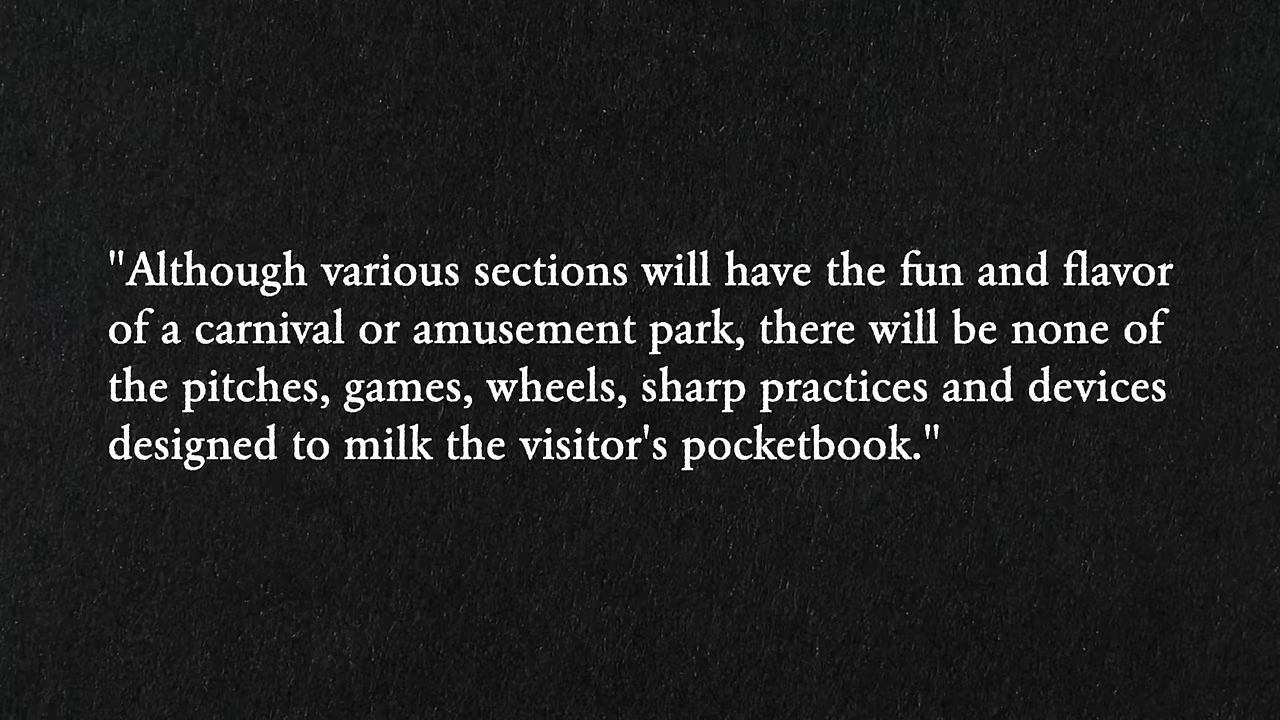 "Although various sections will have the fun and flavor
of a carnival or amusement park, there will be none of
the pitches, games, wheels, sharp practices and devices
designed to milk the visitor's pocketbook."